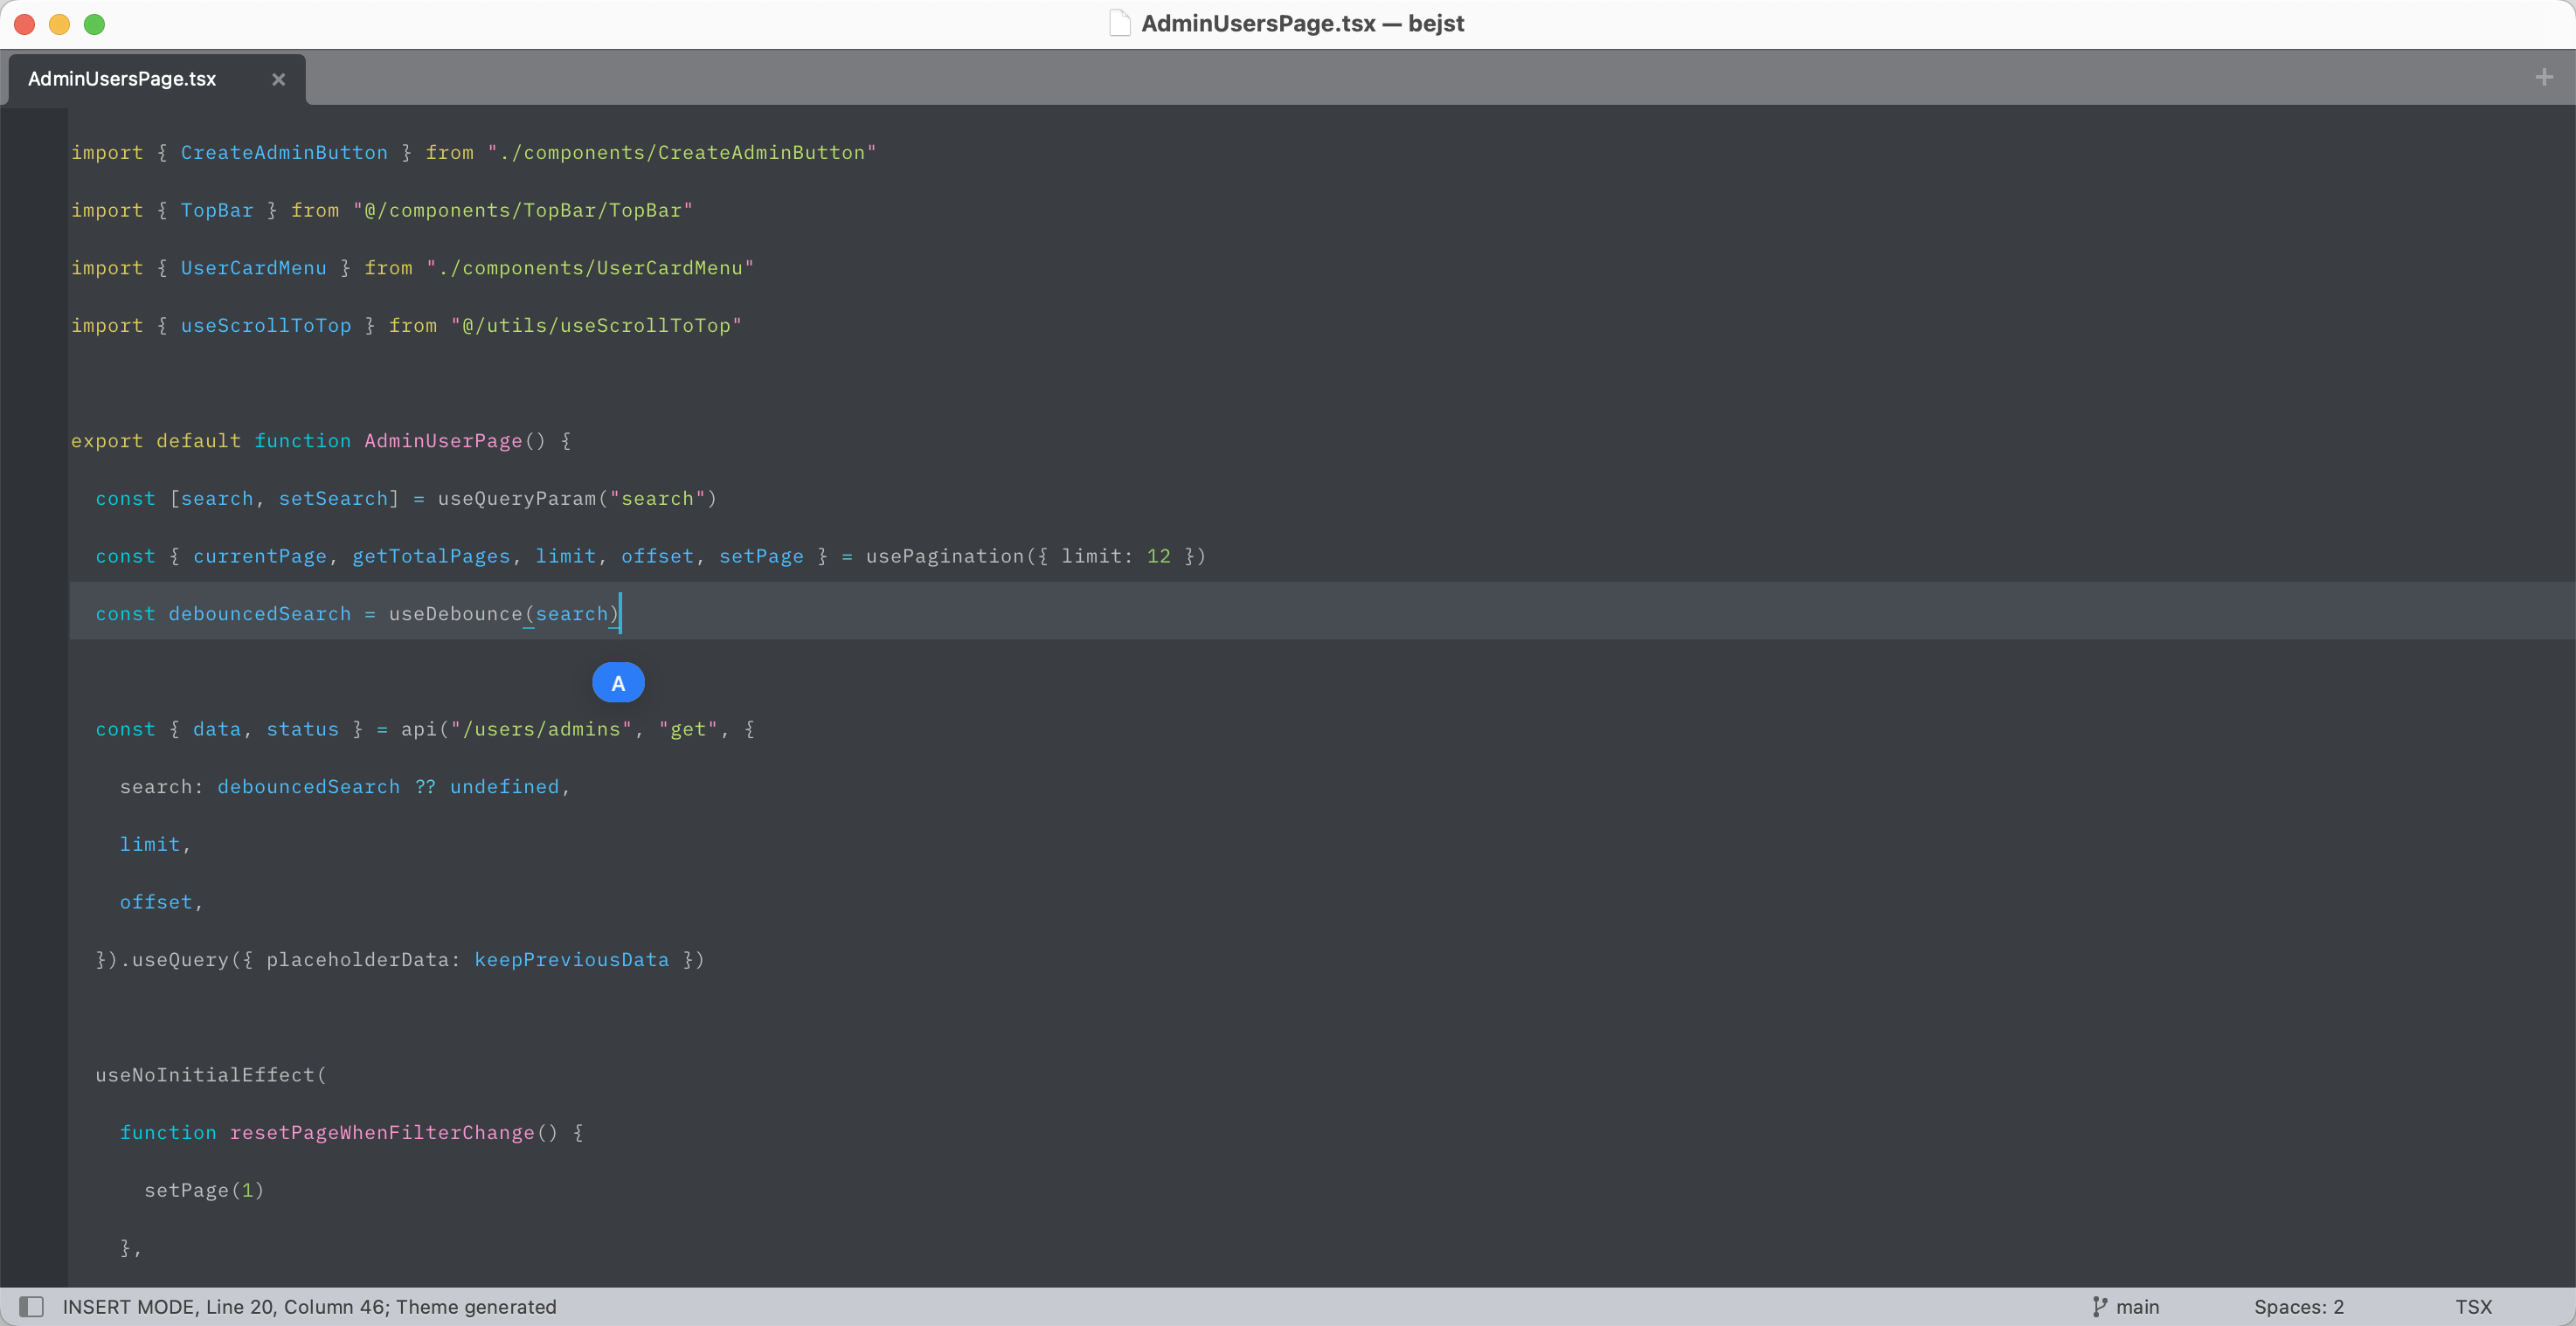 AdminUsersPage.tsx — bejst
AdminUsersPage.tsx
import { CreateAdminButton } from "./components/CreateAdminButton"
import { TopBar } from "@/components/TopBar/TopBar"
import { UserCardMenu } from "./components/UserCardMenu"
import { useScrollToTop } from "@/utils/useScrollToTop"
export default function AdminUserPage() {
  const [search, setSearch] = useQueryParam("search")
  const { currentPage, getTotalPages, limit, offset, setPage } = usePagination({ limit: 12 })
  const debouncedSearch = useDebounce(search)
A
  const { data, status } = api("/users/admins", "get", {
    search: debouncedSearch ?? undefined,
    limit,
    offset,
  }).useQuery({ placeholderData: keepPreviousData })
  useNoInitialEffect(
    function resetPageWhenFilterChange() {
      setPage(1)
    },
INSERT MODE, Line 20, Column 46; Theme generated
main
Spaces: 2
TSX